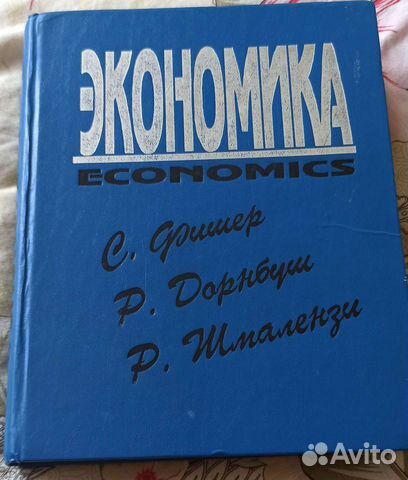 ЭКОНОМИКА
ECONOMICS
С. Фишер
Р. Дорнбуш
Р. Шмалензи
Avito